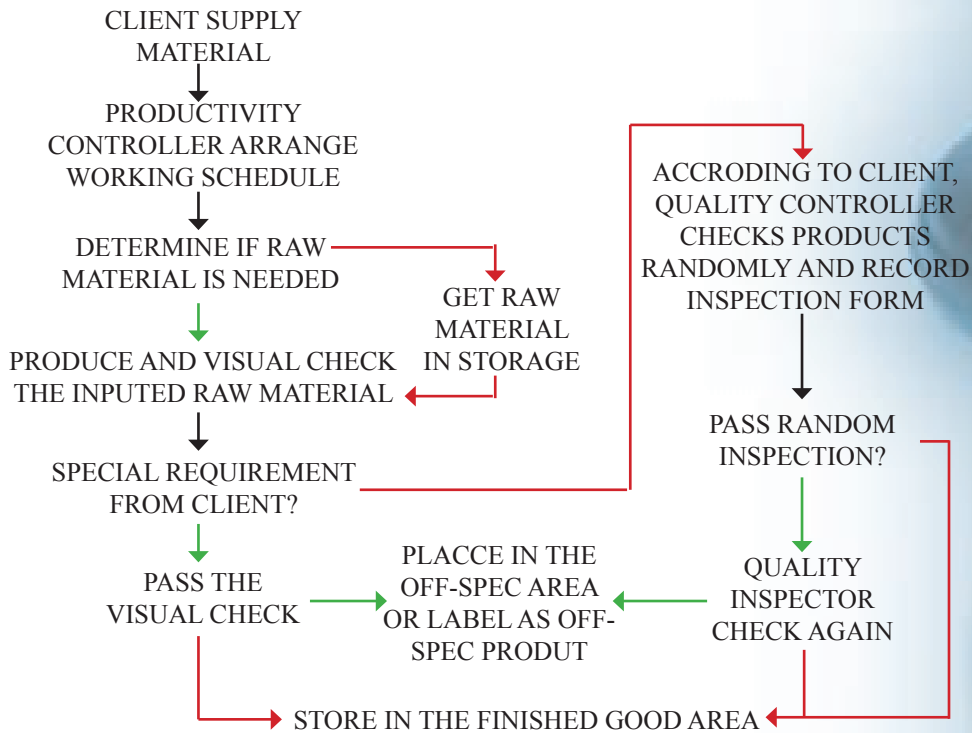 CLIENT SUPPLY
MATERIAL
PRODUCTIVITY
CONTROLLER ARRANGE
WORKING SCHEDULE
DETERMINE IF RAW
MATERIAL IS NEEDED
GET RAW
MATERIAL
IN STORAGE
PRODUCE AND VISUAL CHECK
THE INPUTED RAW MATERIAL
SPECIAL REQUIREMENT
FROM CLIENT?
PASS THE
VISUAL CHECK
PLACCE IN THE
OFF-SPEC AREA
OR LABEL AS OFF-
SPEC PRODUT
ACCRODING TO CLIENT,
QUALITY CONTROLLER
CHECKS PRODUCTS
RANDOMLY AND RECORD
INSPECTION FORM
PASS RANDOM
INSPECTION?
QUALITY
INSPECTOR
CHECK AGAIN
STORE IN THE FINISHED GOOD AREA